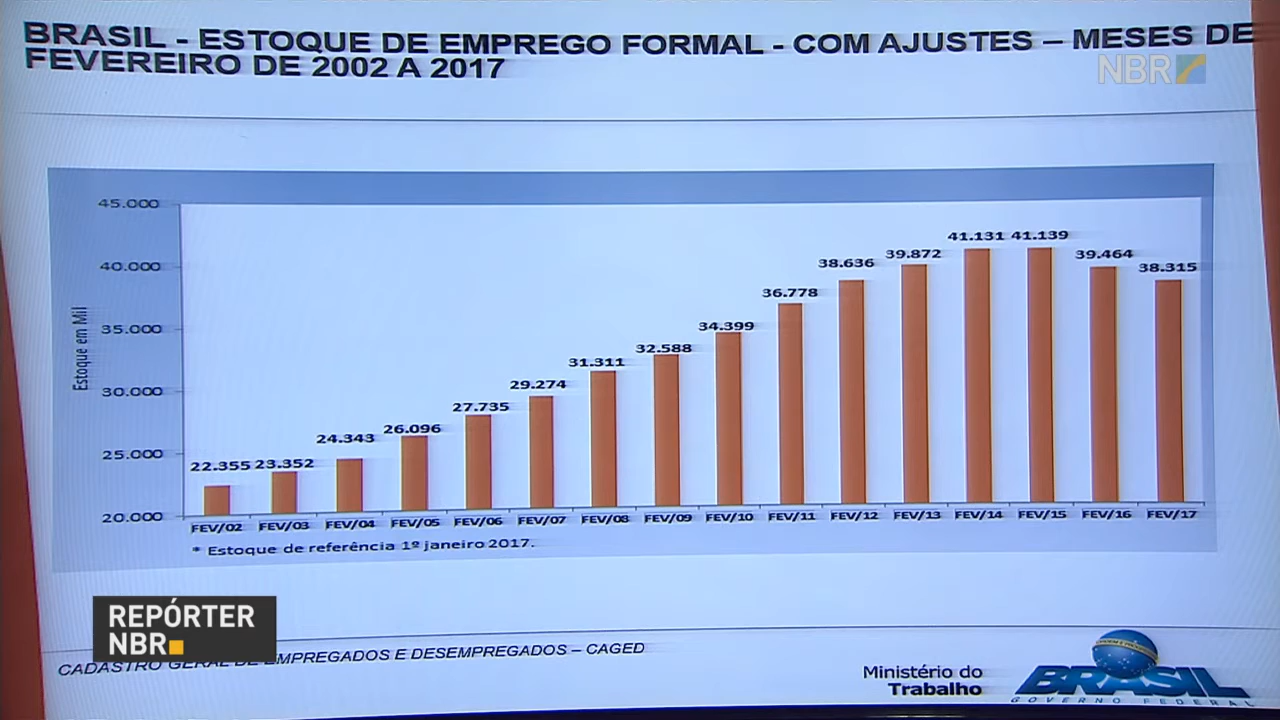 BRASIL - ESTOQUE DE EMPREGO FORMAL - COM AJUSTES – MESES DE
FEVEREIRO DE 2002 A 2017
NBR
45.000
40.000
35.000
30.000
25.000
20.000
Estoque em Mil
22.355 23.352 24.343 26.096 27.735 29.274 31.311 32.588 34.399 36.778 38.636 39.872 41.131 41.139 39.464 38.315
FEV/02 FEV/03 FEV/04 FEV/05 FEV/06 FEV/07 FEV/08 FEV/09 FEV/10 FEV/11 FEV/12 FEV/13 FEV/14 FEV/15 FEV/16 FEV/17
* Estoque de referência 1º janeiro 2017.
REPÓRTER
NBR
CADASTRO GERAL DE EMPREGADOS E DESEMPREGADOS – CAGED
Ministério do
Trabalho
BRASIL
GOVERNO FEDERAL